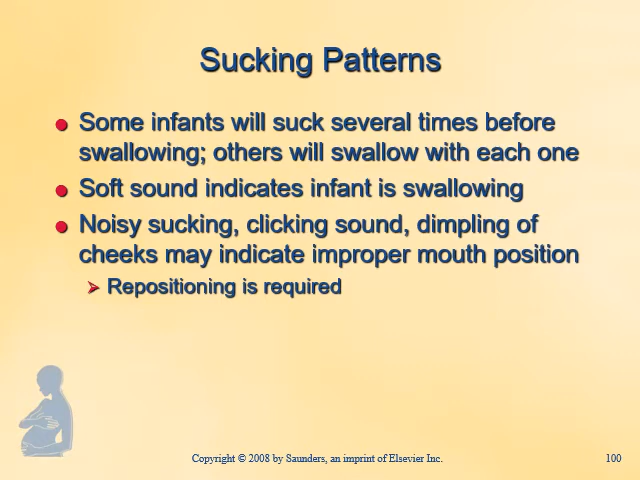 Sucking Patterns
Some infants will suck several times before
swallowing; others will swallow with each one
Soft sound indicates infant is swallowing
Noisy sucking, clicking sound, dimpling of
cheeks may indicate improper mouth position
Repositioning is required
Copyright © 2008 by Saunders, an imprint of Elsevier Inc.
100